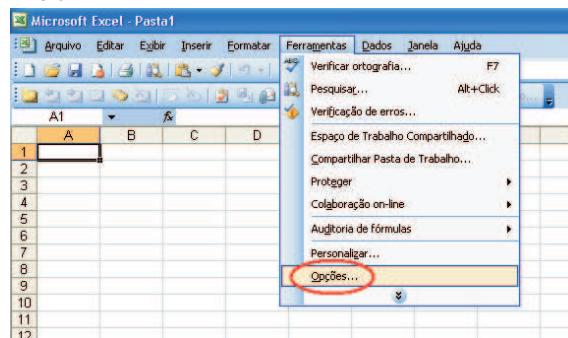 Microsoft Excel - Pasta1
Arquivo Editar Exibir Inserir Formatar Ferramentas Dados Janela Ajuda
Verificar ortografia... F7
Pesquisar... Alt+Click
Verificação de erros...
Espaço de Trabalho Compartilhado...
Compartilhar Pasta de Trabalho...
Proteger
Colaboração on-line
Auditoria de fórmulas
Personalizar...
Opções...
A1 fx
A B C D
1
2
3
4
5
6
7
8
9
10
11
12